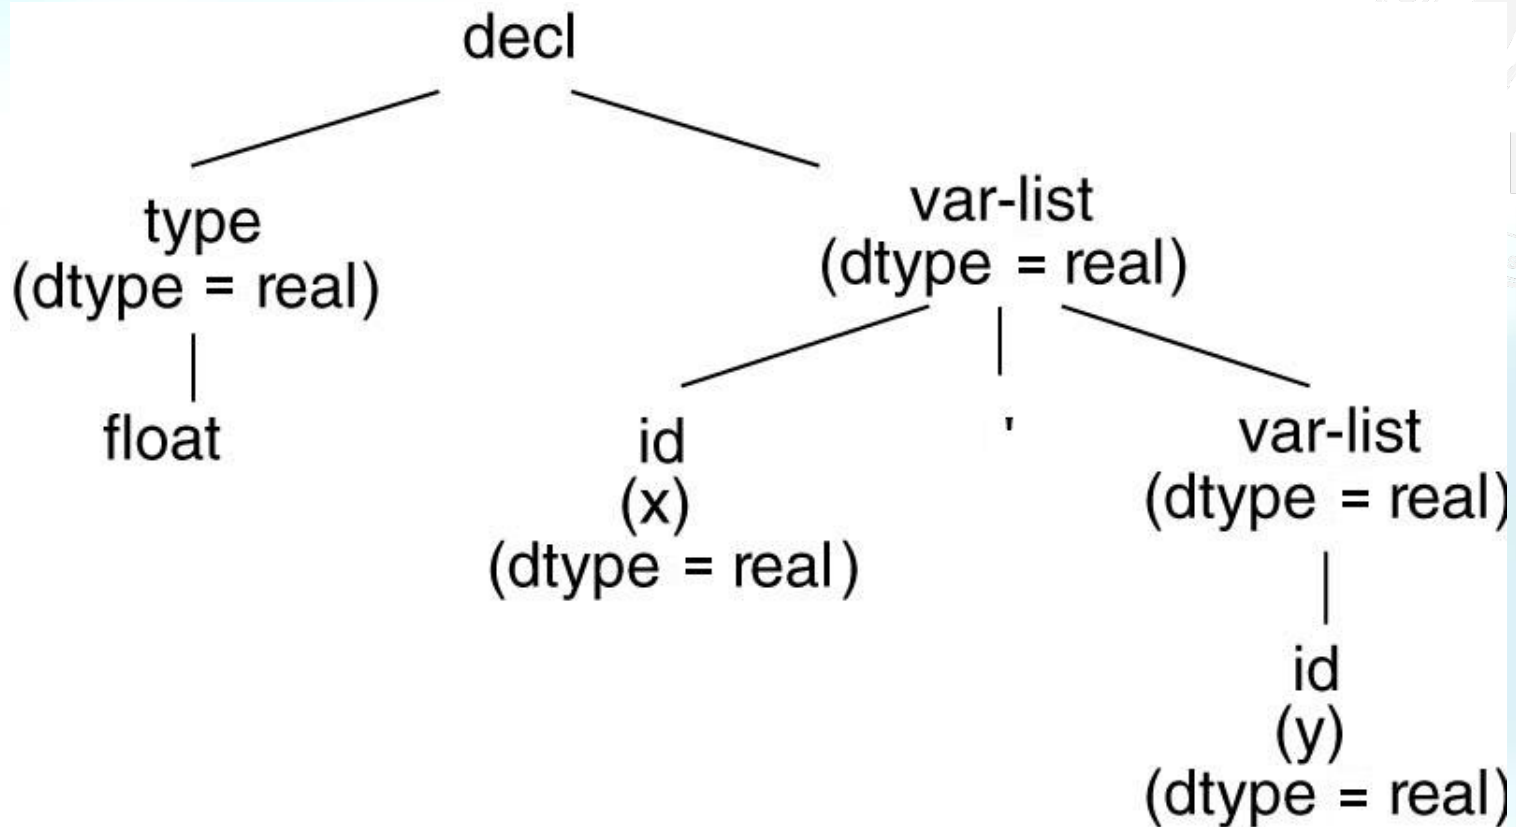 decl
type
(dtype = real)
float
var-list
(dtype = real)
id
(x)
(dtype = real)
'
var-list
(dtype = real)
id
(y)
(dtype = real)